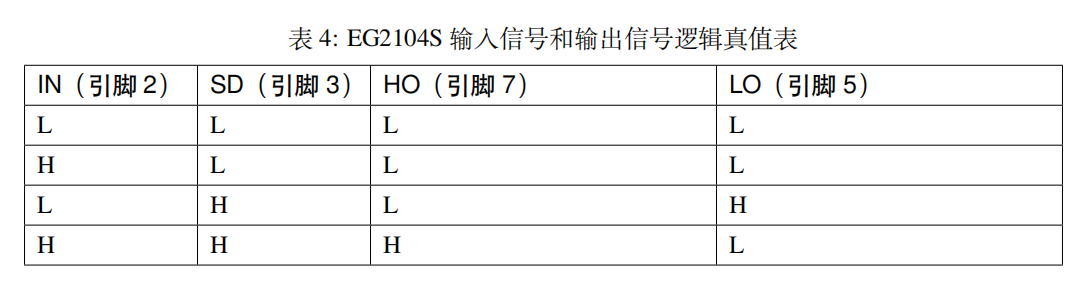 表 4: EG2104S 输入信号和输出信号逻辑真值表
IN（引脚 2） SD（引脚 3） HO（引脚 7） LO（引脚 5）
L L L L
H L L L
L H L H
H H H L